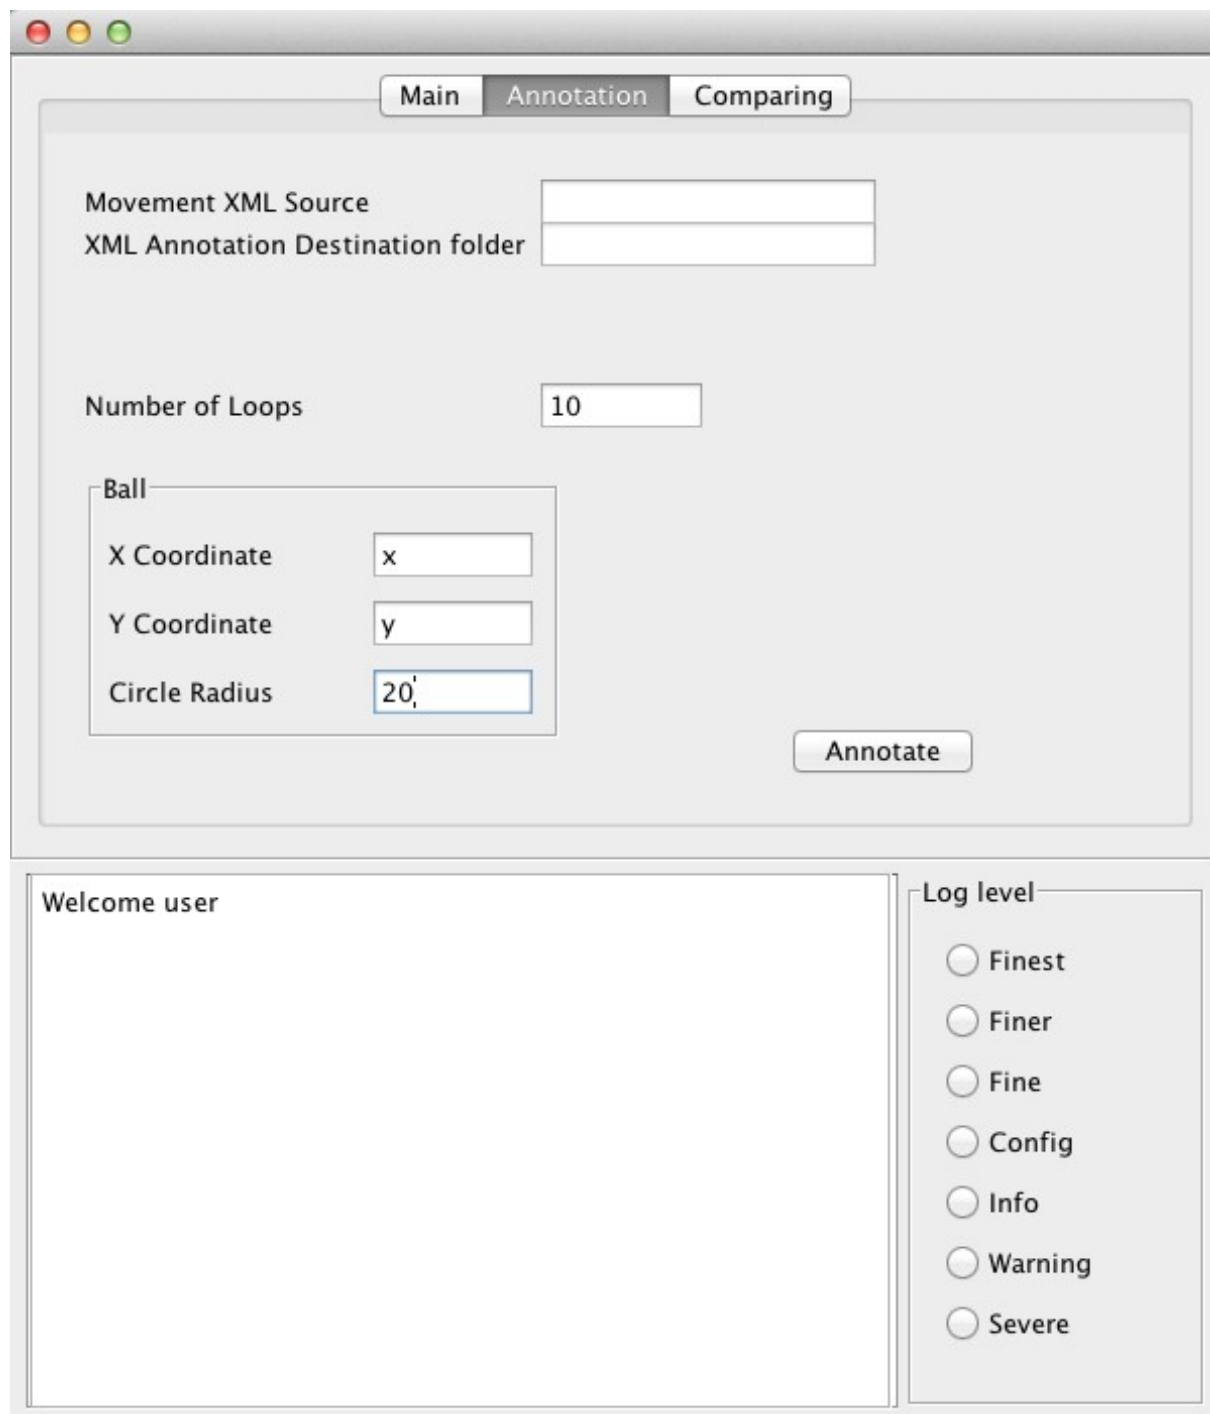 Main Annotation Comparing
Movement XML Source
XML Annotation Destination folder
Number of Loops 10
Ball
X Coordinate x
Y Coordinate y
Circle Radius 20
Annotate
Welcome user
Log level
Finest
Finer
Fine
Config
Info
Warning
Severe